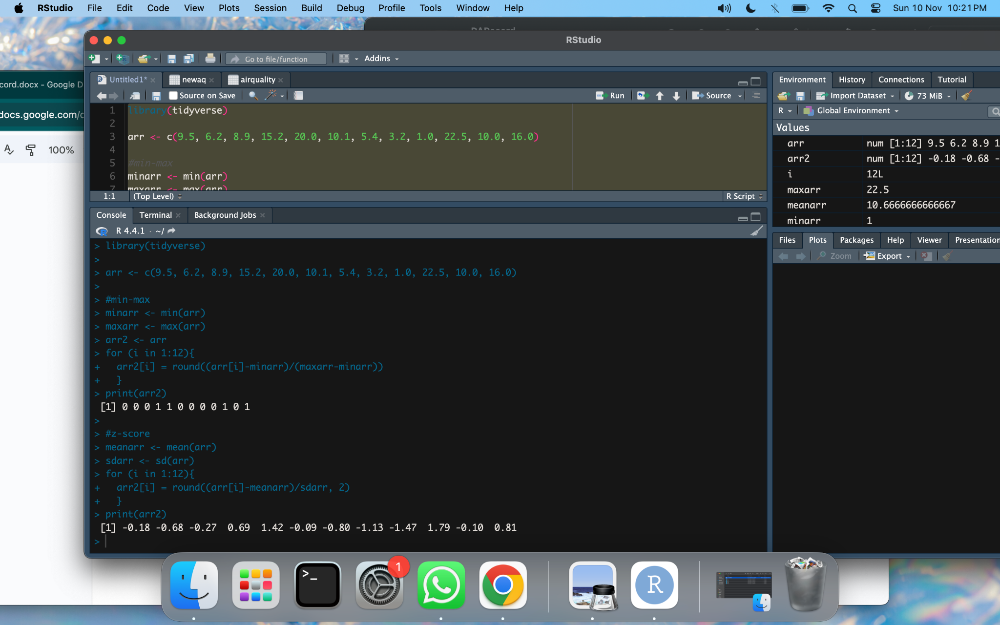 RStudio File Edit Code View Plots Session Build Debug Profile Tools Window Help Sun 10 Nov 10:21 PM
RStudio
Go to file/function Addins
cord.docx - Google D
docs.google.com/
100%
Untitled1* newaq airquality
Source on Save Run Source
1 library(tidyverse)
2
3 arr <- c(9.5, 6.2, 8.9, 15.2, 20.0, 10.1, 5.4, 3.2, 1.0, 22.5, 10.0, 16.0)
4
5 #min-max
6 minarr <- min(arr)
7 maxarr <- max(arr)
1:1 (Top Level) R Script
Console Terminal Background Jobs
R 4.4.1 · ~/
> library(tidyverse)
>
> arr <- c(9.5, 6.2, 8.9, 15.2, 20.0, 10.1, 5.4, 3.2, 1.0, 22.5, 10.0, 16.0)
>
> #min-max
> minarr <- min(arr)
> maxarr <- max(arr)
> arr2 <- arr
> for (i in 1:12){
+   arr2[i] = round((arr[i]-minarr)/(maxarr-minarr))
+   }
> print(arr2)
[1] 0 0 0 1 1 0 0 0 0 1 0 1
>
> #z-score
> meanarr <- mean(arr)
> sdarr <- sd(arr)
> for (i in 1:12){
+   arr2[i] = round((arr[i]-meanarr)/sdarr, 2)
+   }
> print(arr2)
[1] -0.18 -0.68 -0.27  0.69  1.42 -0.09 -0.80 -1.13 -1.47  1.79 -0.10  0.81
>
Environment History Connections Tutorial
Import Dataset 73 MiB
R Global Environment
Values
arr num [1:12] 9.5 6.2 8.9 1
arr2 num [1:12] -0.18 -0.68 -
i 12L
maxarr 22.5
meanarr 10.6666666666667
minarr 1
Files Plots Packages Help Viewer Presentation
Zoom Export
>_
1
R